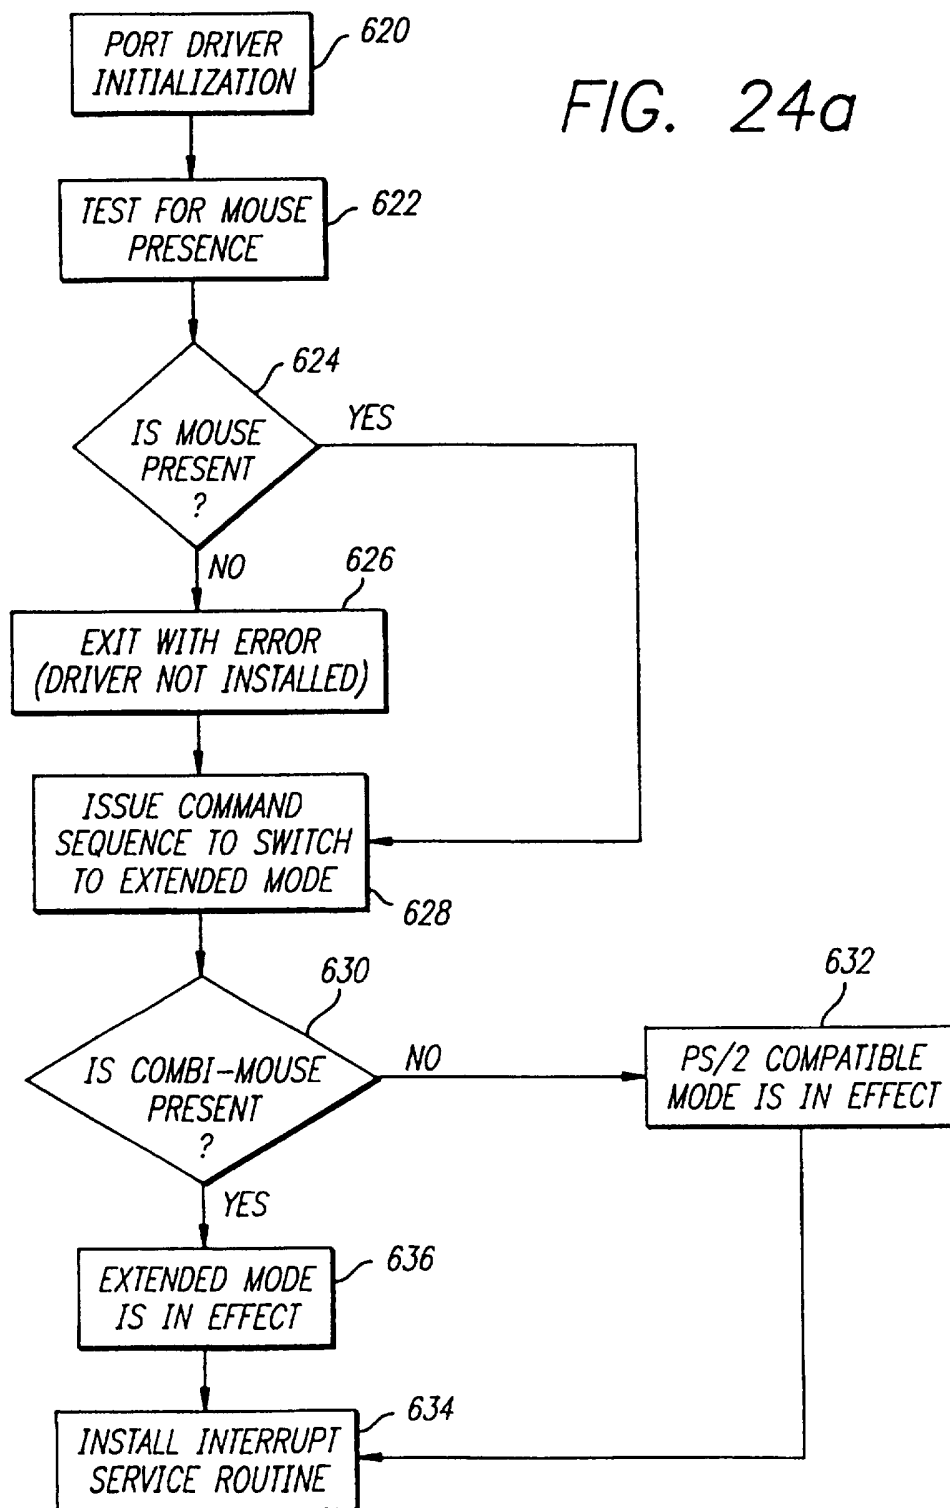 PORT DRIVER
INITIALIZATION
620
FIG. 24a
TEST FOR MOUSE
PRESENCE
622
624
IS MOUSE
PRESENT
?
YES
NO
626
EXIT WITH ERROR
(DRIVER NOT INSTALLED)
ISSUE COMMAND
SEQUENCE TO SWITCH
TO EXTENDED MODE
628
630
IS COMBI-MOUSE
PRESENT
?
NO
632
PS/2 COMPATIBLE
MODE IS IN EFFECT
YES
EXTENDED MODE
IS IN EFFECT
636
INSTALL INTERRUPT
SERVICE ROUTINE
634